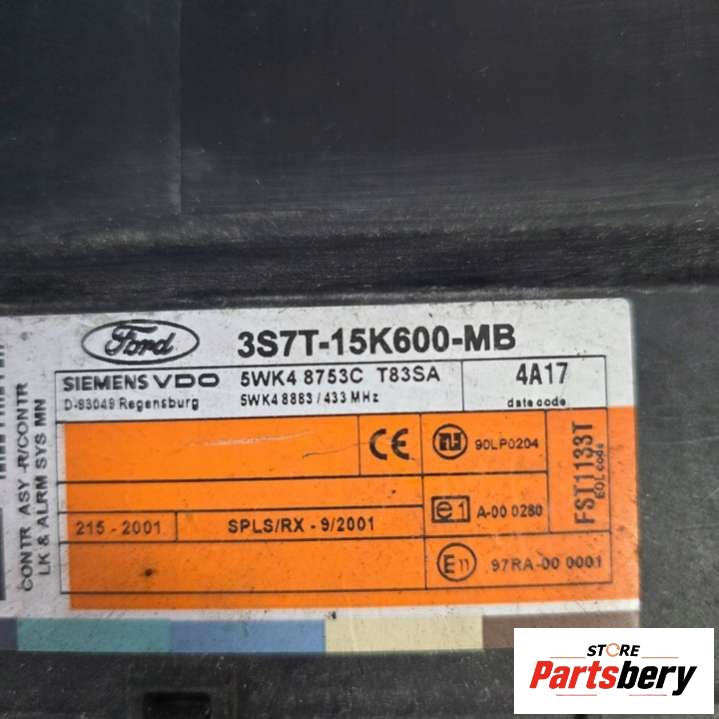 Ford
3S7T-15K600-MB
SIEMENS VDO 5WK4 8753C T83SA 4A17
D-93049 Regensburg 5WK4 8883 / 433 MHz date code
CE 90LP0204
215 - 2001 SPLS/RX - 9/2001 e1 A-00 0280
E11 97RA-00 0001
FST1133T
EOL code
CONTR ASY -R/CONTR
LK & ALRM SYS MN
STORE
Partsbery